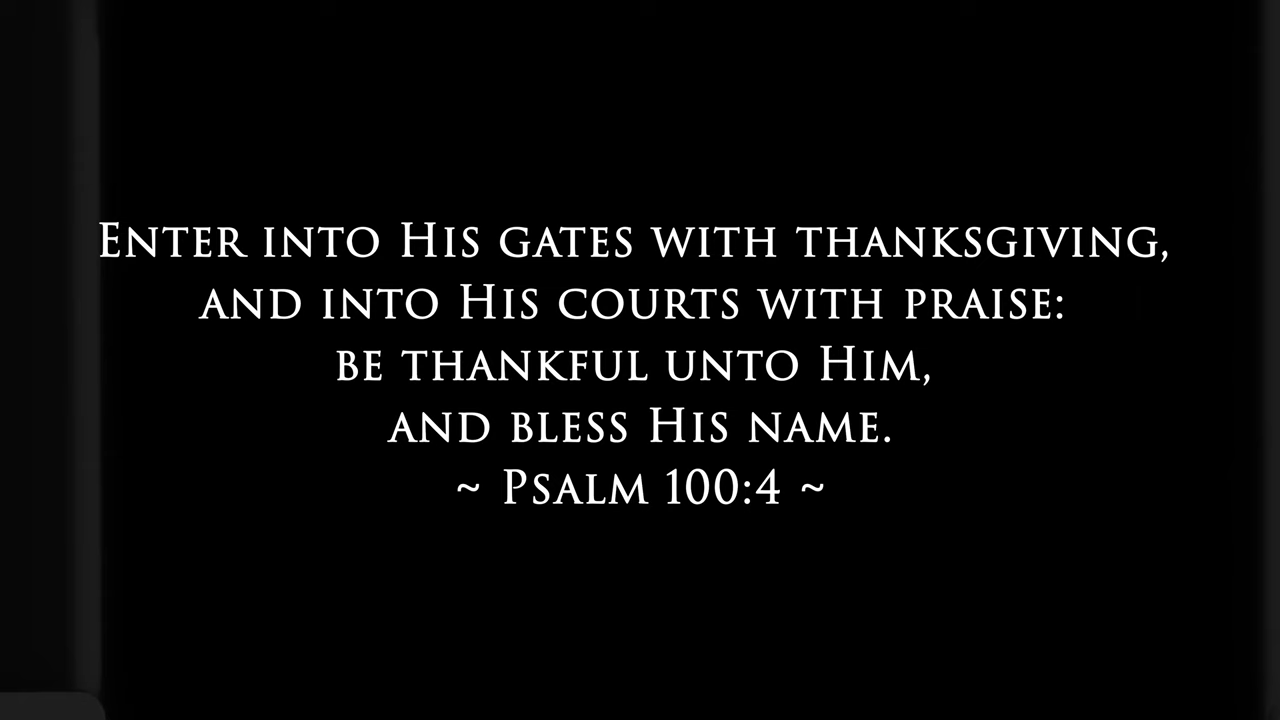 Enter into His gates with thanksgiving,
and into His courts with praise:
be thankful unto Him,
and bless His name.
~ Psalm 100:4 ~